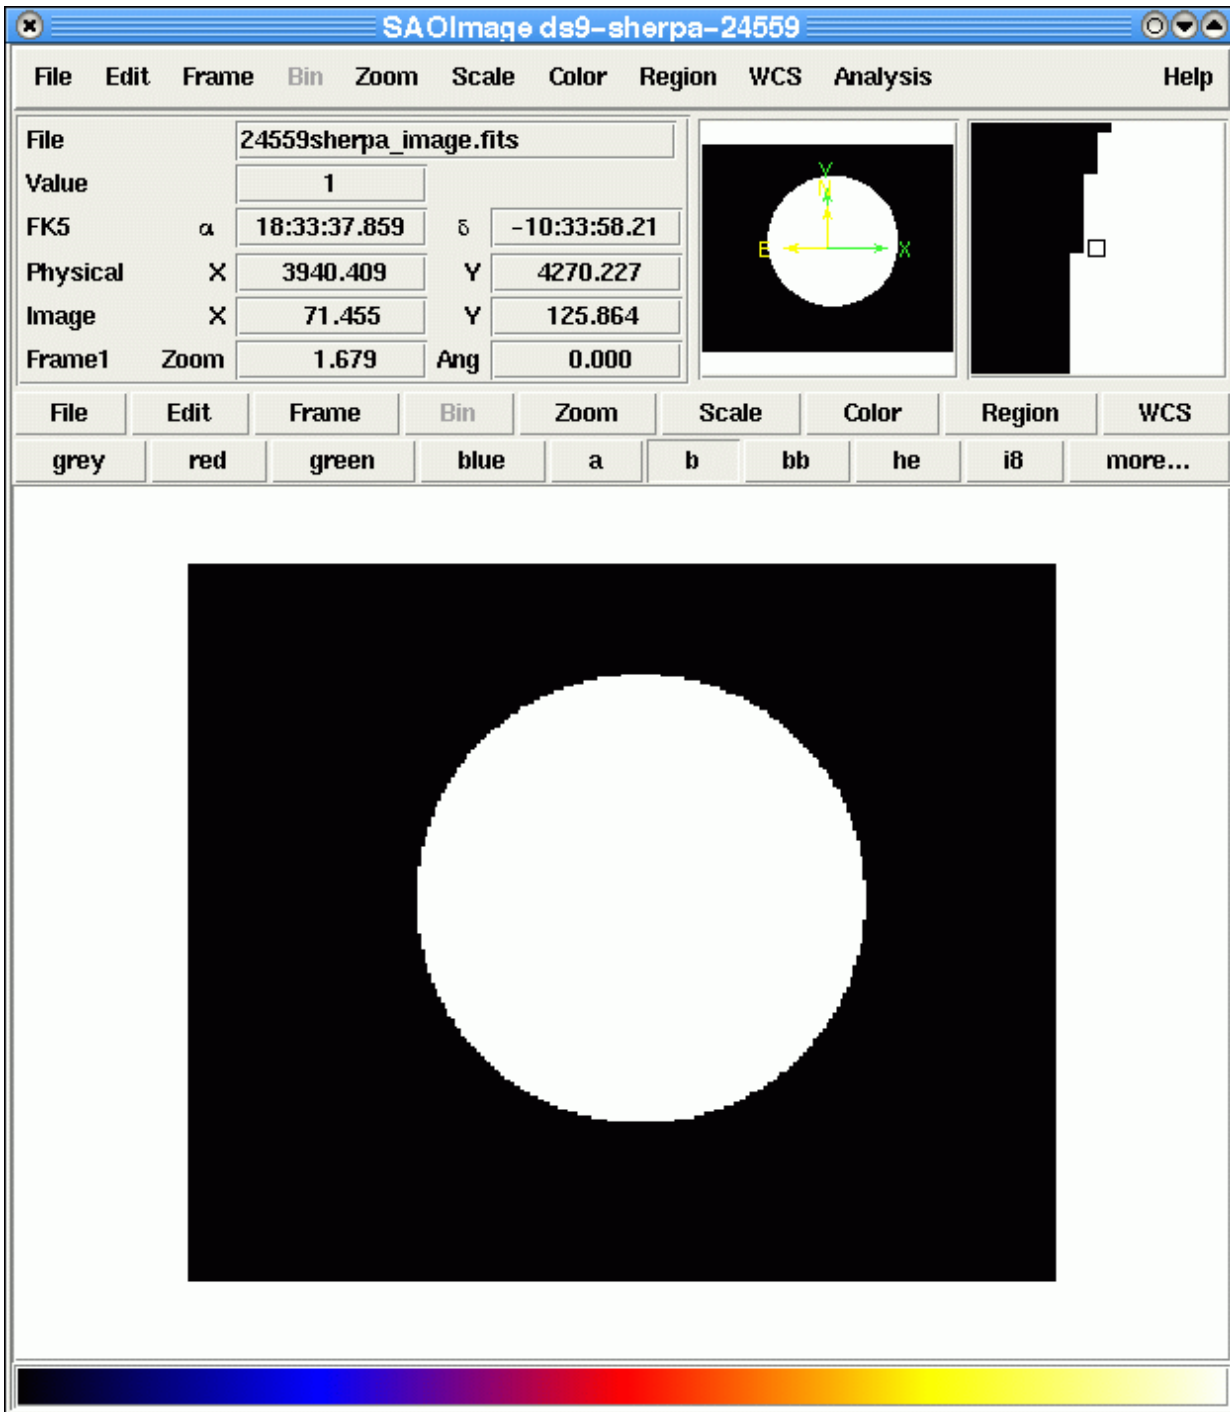 SAOImage ds9-sherpa-24559
File Edit Frame Bin Zoom Scale Color Region WCS Analysis Help
File 24559sherpa_image.fits
Value 1
FK5 α 18:33:37.859 δ -10:33:58.21
Physical X 3940.409 Y 4270.227
Image X 71.455 Y 125.864
Frame1 Zoom 1.679 Ang 0.000
Y
N
E X
File Edit Frame Bin Zoom Scale Color Region WCS
grey red green blue a b bb he i8 more...